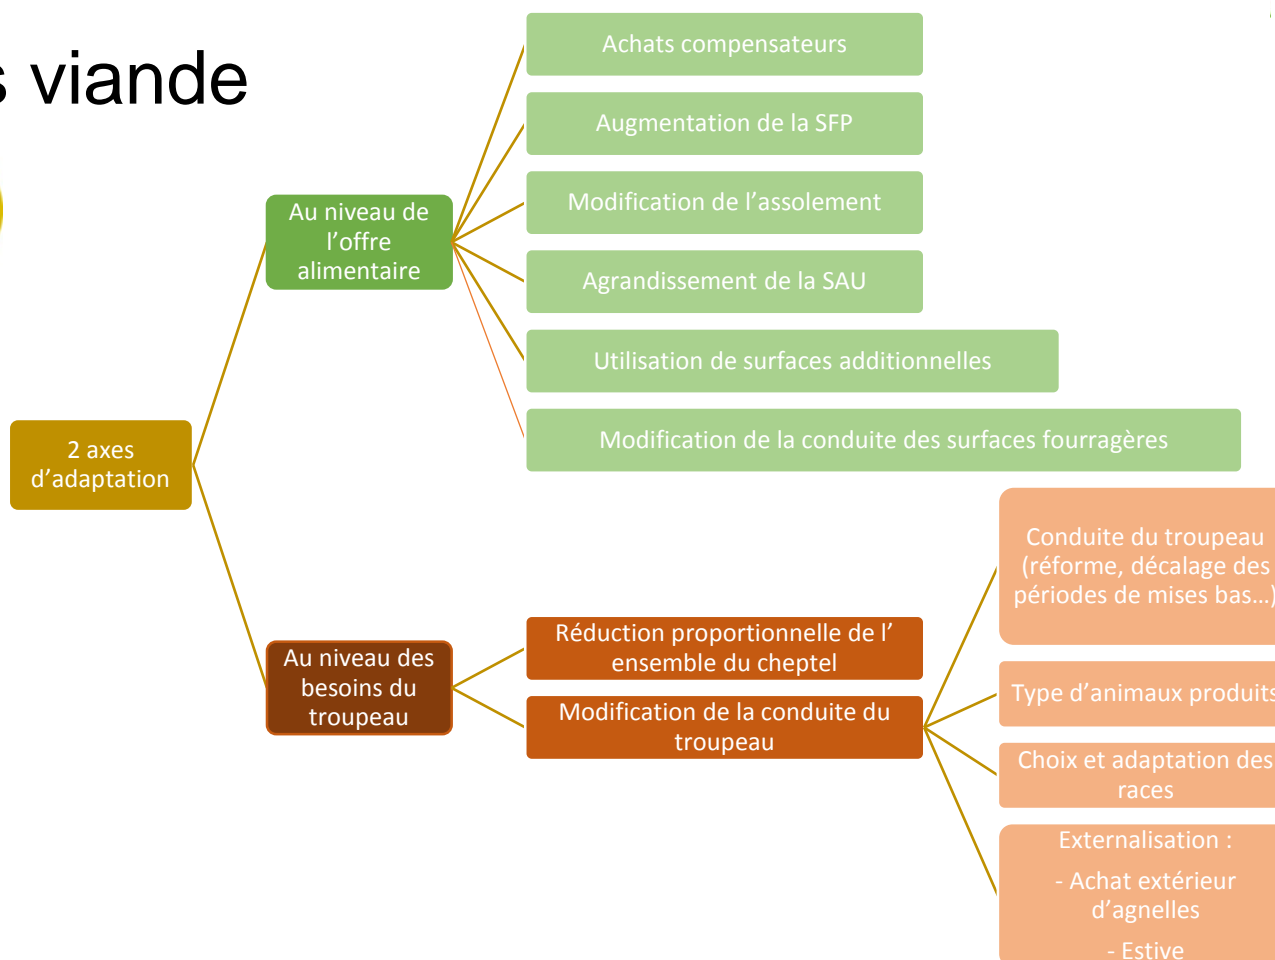 s viande
Achats compensateurs
Augmentation de la SFP
Modification de l’assolement
Agrandissement de la SAU
Utilisation de surfaces additionnelles
Modification de la conduite des surfaces fourragères
Au niveau de
l’offre
alimentaire
2 axes
d’adaptation
Au niveau des
besoins du
troupeau
Réduction proportionnelle de l’
ensemble du cheptel
Modification de la conduite du
troupeau
Conduite du troupeau
(réforme, décalage des
périodes de mises bas…)
Type d’animaux produits
Choix et adaptation des
races
Externalisation :
- Achat extérieur
d’agnelles
- Estive